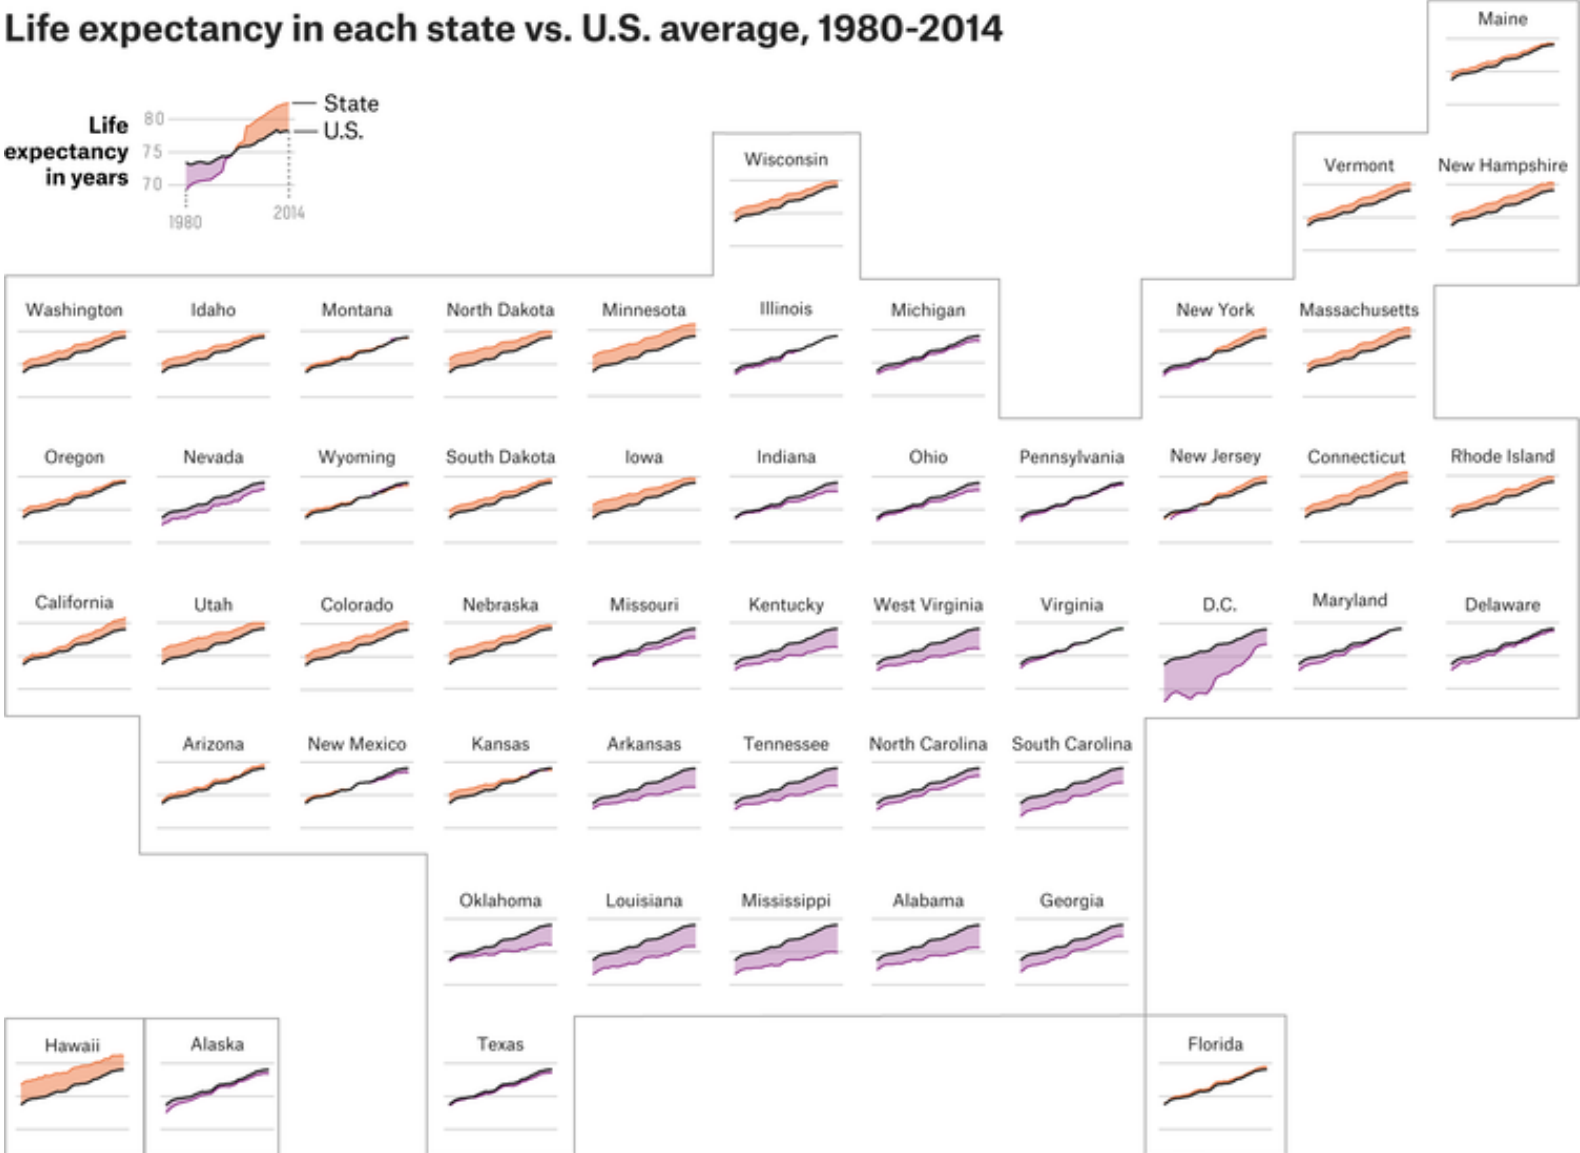 Life expectancy in each state vs. U.S. average, 1980-2014
Maine
Life
expectancy
in years
80
75
70
State
U.S.
1980
2014
Wisconsin
Vermont
New Hampshire
Washington
Idaho
Montana
North Dakota
Minnesota
Illinois
Michigan
New York
Massachusetts
Oregon
Nevada
Wyoming
South Dakota
Iowa
Indiana
Ohio
Pennsylvania
New Jersey
Connecticut
Rhode Island
California
Utah
Colorado
Nebraska
Missouri
Kentucky
West Virginia
Virginia
D.C.
Maryland
Delaware
Arizona
New Mexico
Kansas
Arkansas
Tennessee
North Carolina
South Carolina
Oklahoma
Louisiana
Mississippi
Alabama
Georgia
Hawaii
Alaska
Texas
Florida